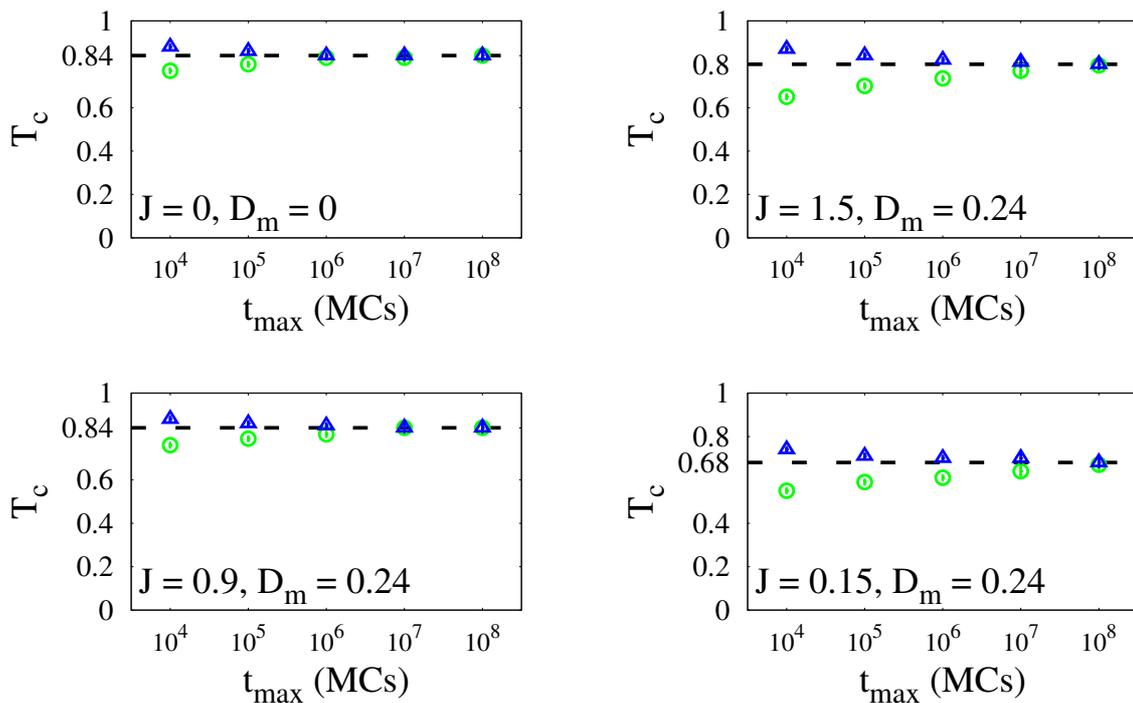 1
0.84
0.6
0.4
0.2
0
T_c
J = 0, D_m = 0
10^4 10^5 10^6 10^7 10^8
t_max (MCs)
1
0.8
0.6
0.4
0.2
0
T_c
J = 1.5, D_m = 0.24
10^4 10^5 10^6 10^7 10^8
t_max (MCs)
1
0.84
0.6
0.4
0.2
0
T_c
J = 0.9, D_m = 0.24
10^4 10^5 10^6 10^7 10^8
t_max (MCs)
1
0.8
0.68
0.4
0.2
0
T_c
J = 0.15, D_m = 0.24
10^4 10^5 10^6 10^7 10^8
t_max (MCs)